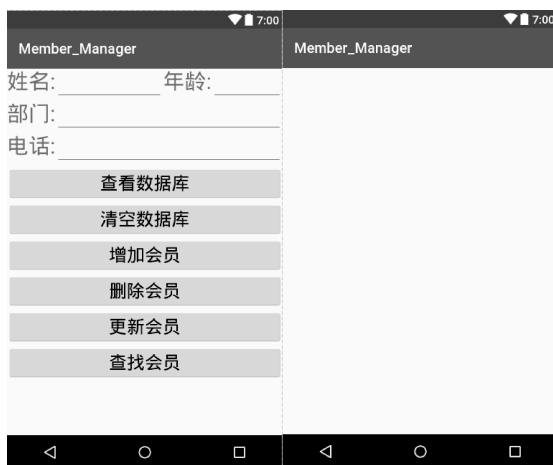 7:00
Member_Manager
姓名: 年龄:
部门:
电话:
查看数据库
清空数据库
增加会员
删除会员
更新会员
查找会员
7:00
Member_Manager